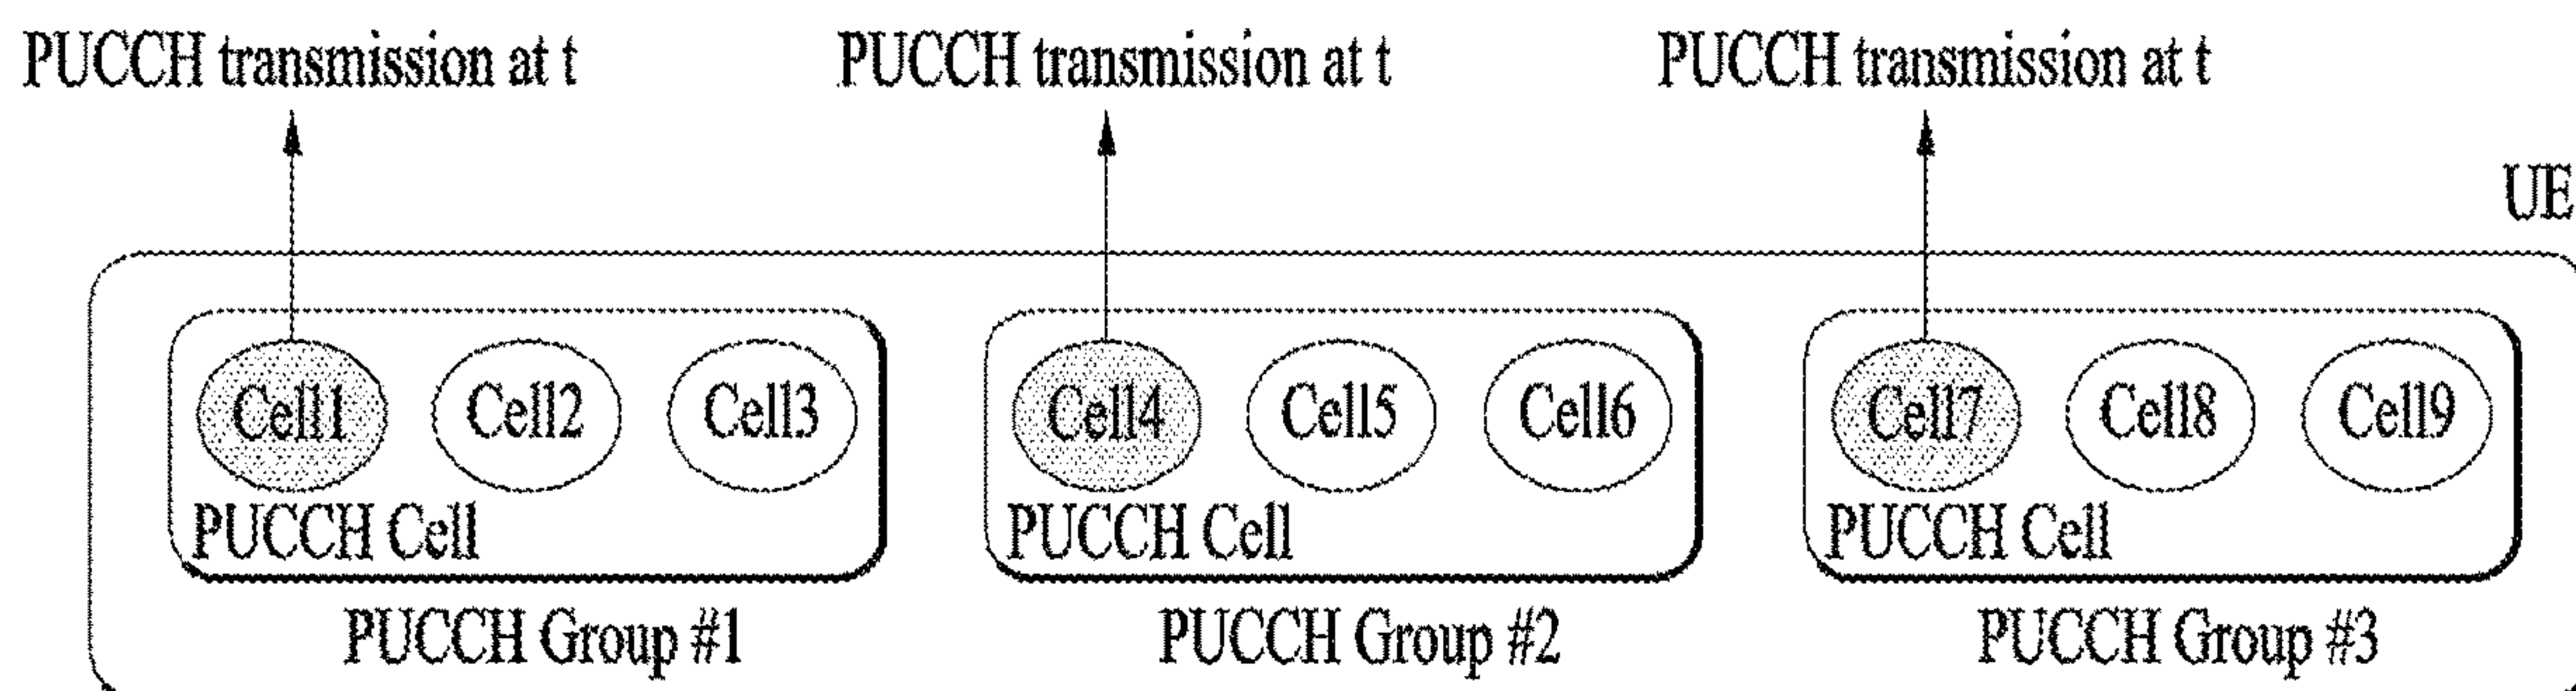 PUCCH transmission at t PUCCH transmission at t PUCCH transmission at t
UE
Cell1 Cell2 Cell3 Cell4 Cell5 Cell6 Cell7 Cell8 Cell9
PUCCH Cell PUCCH Cell PUCCH Cell
PUCCH Group #1 PUCCH Group #2 PUCCH Group #3